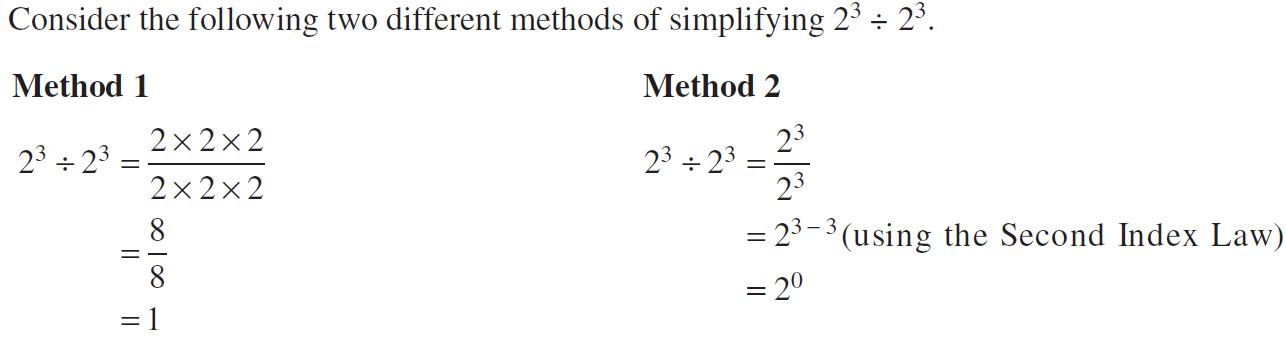 Consider the following two different methods of simplifying 2³ ÷ 2³.
Method 1
2³ ÷ 2³ = (2 × 2 × 2)/(2 × 2 × 2)
= 8/8
= 1
Method 2
2³ ÷ 2³ = 2³/2³
= 2³⁻³ (using the Second Index Law)
= 2⁰